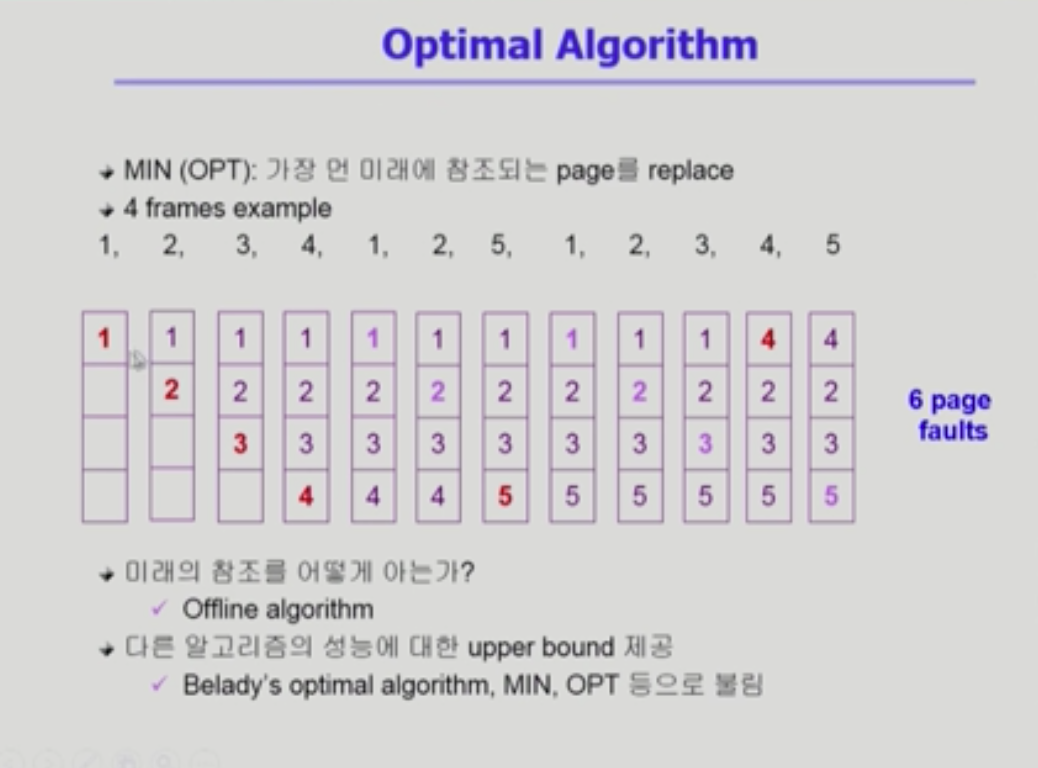 Optimal Algorithm
MIN (OPT): 가장 먼 미래에 참조되는 page를 replace
4 frames example
1, 2, 3, 4, 1, 2, 5, 1, 2, 3, 4, 5
1 1 1 1 1 1 1 1 1 1 4 4
2 2 2 2 2 2 2 2 2 2 2
3 3 3 3 3 3 3 3 3 3
4 4 4 5 5 5 5 5 5
6 page
faults
미래의 참조를 어떻게 아는가?
Offline algorithm
다른 알고리즘의 성능에 대한 upper bound 제공
Belady's optimal algorithm, MIN, OPT 등으로 불림